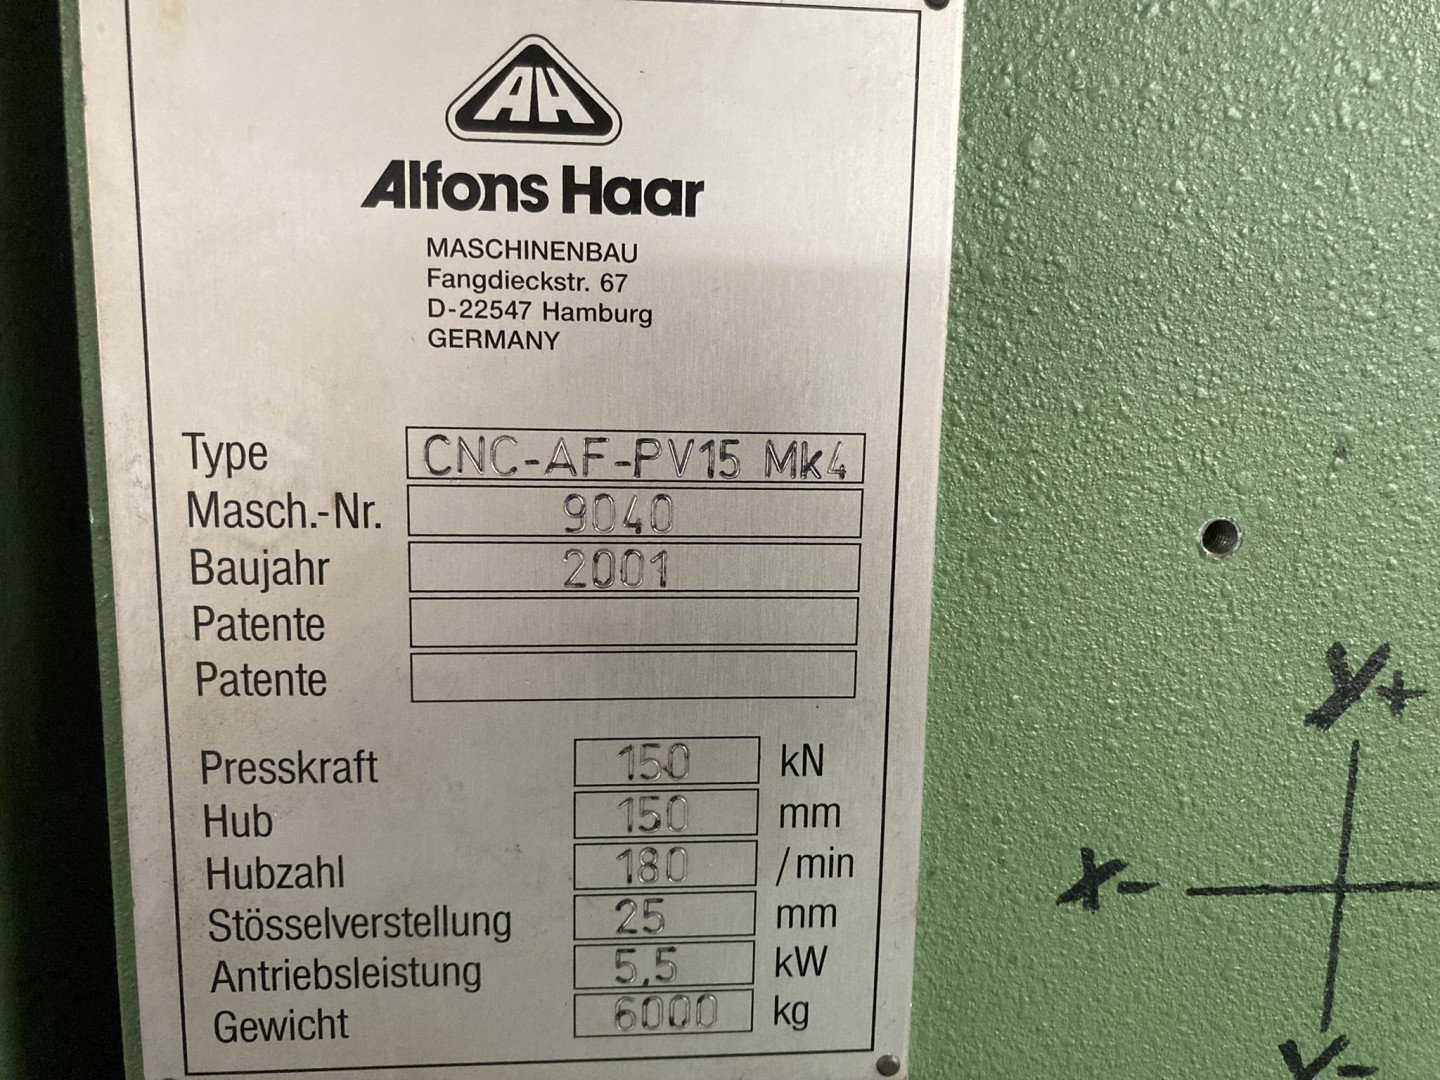 AH
Alfons Haar
MASCHINENBAU
Fangdieckstr. 67
D-22547 Hamburg
GERMANY
Type CNC-AF-PV15 Mk4
Masch.-Nr. 9040
Baujahr 2001
Patente
Patente
Presskraft 150 kN
Hub 150 mm
Hubzahl 180 /min
Stösselverstellung 25 mm
Antriebsleistung 5,5 kW
Gewicht 6000 kg
Y+
X-
Y-